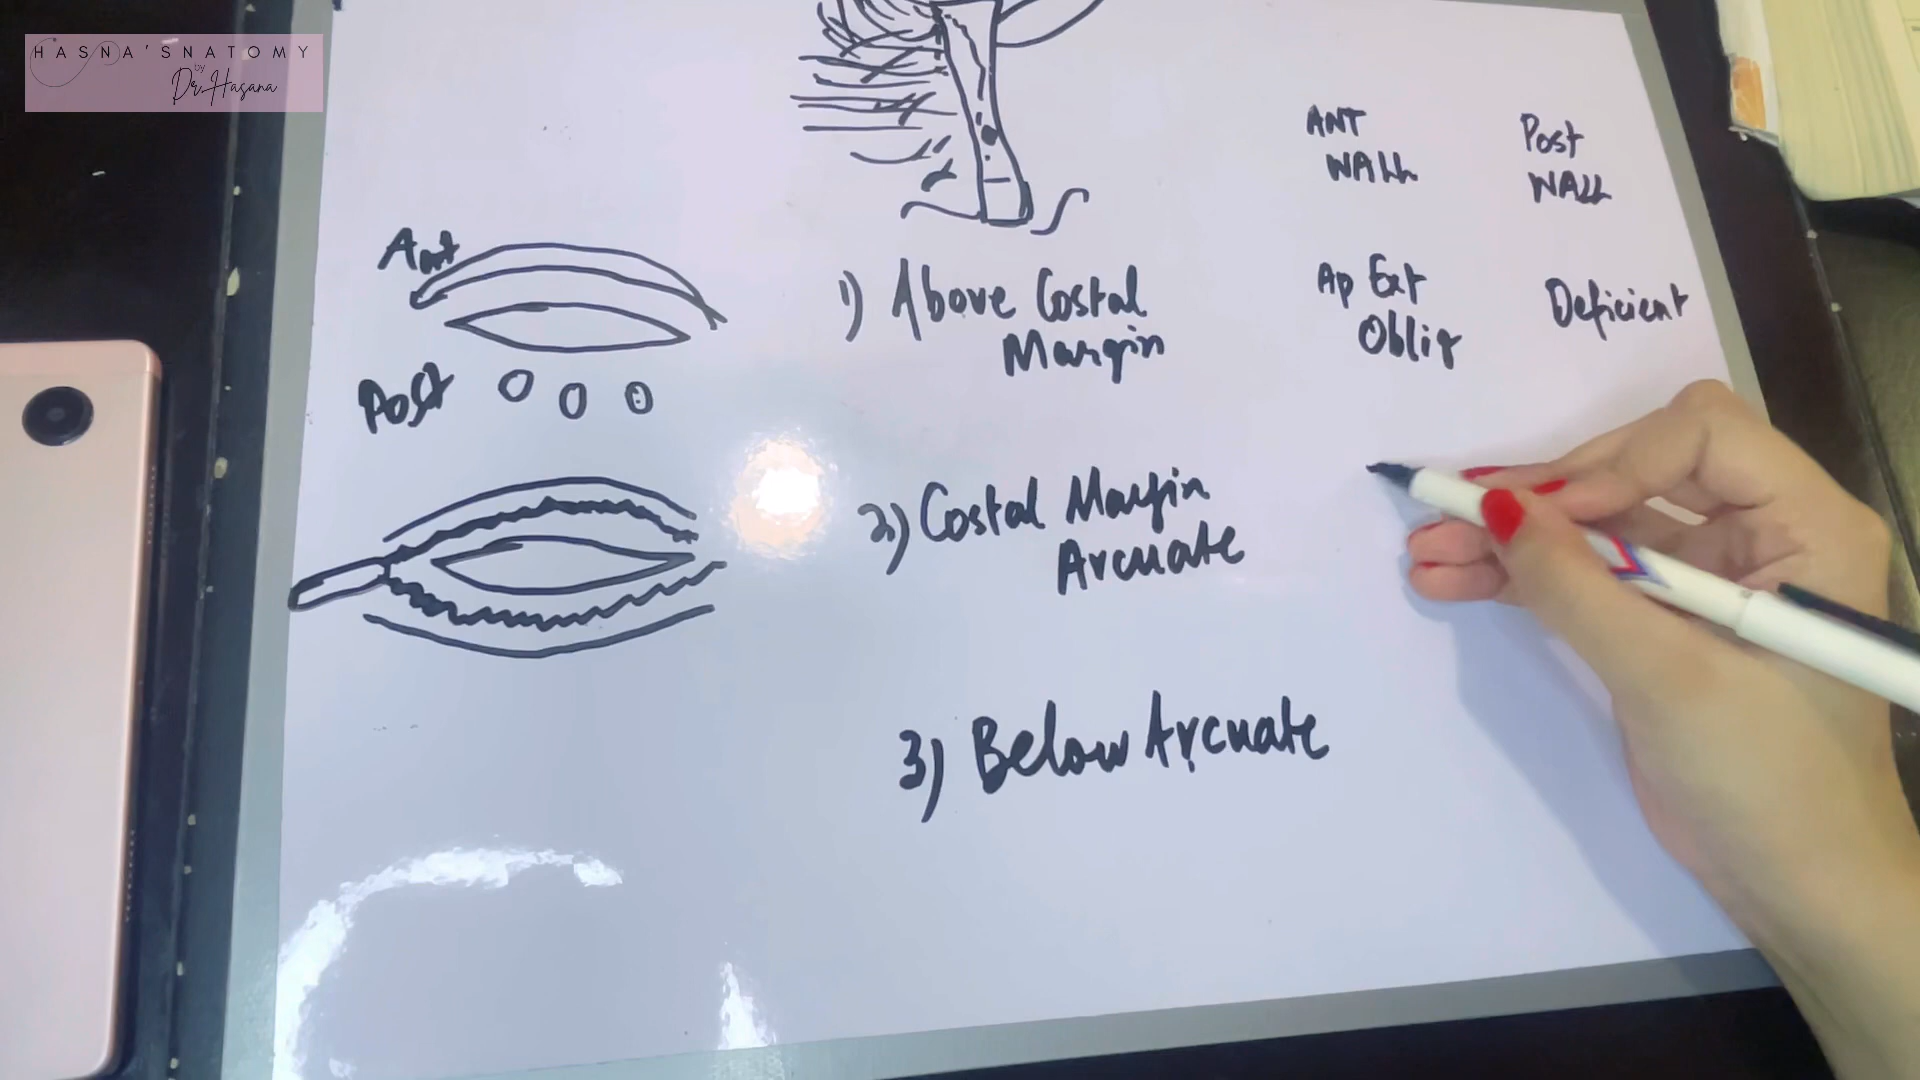 HASNA'SNATOMY
by
Dr.Hasana
ANT
WALL
Post
WALL
Ant
Post
1) Above Costal
Margin
Ap Ext
Obliq
Deficient
2) Costal Margin
Arcuate
3) Below Arcuate